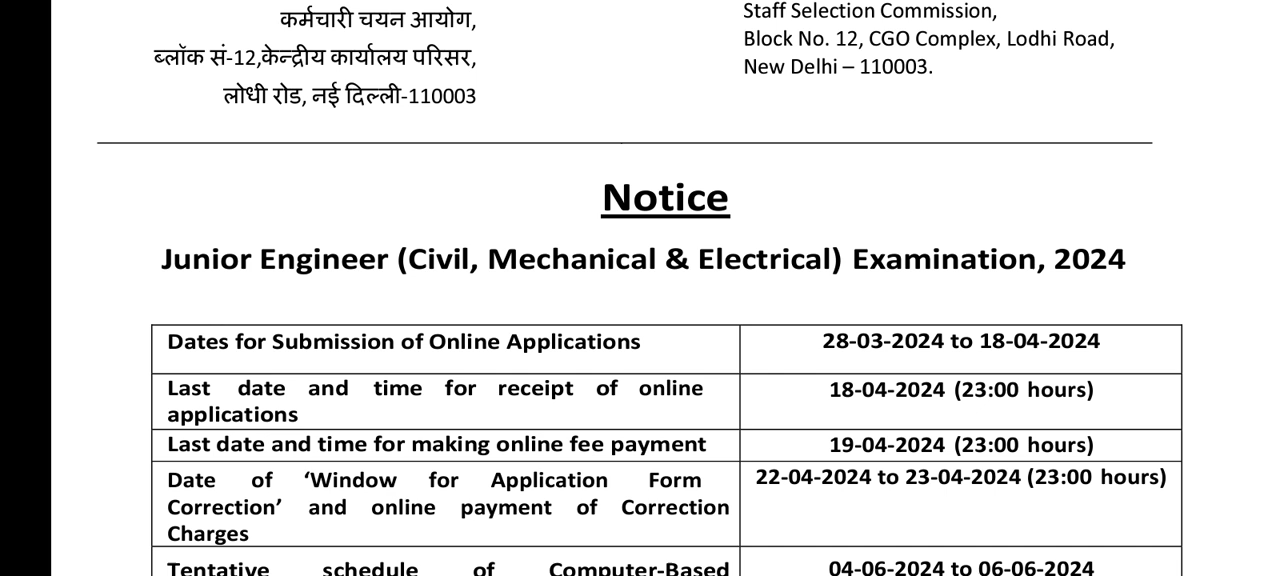 कर्मचारी चयन आयोग,
ब्लॉक सं-12,केन्द्रीय कार्यालय परिसर,
लोधी रोड, नई दिल्ली-110003
Staff Selection Commission,
Block No. 12, CGO Complex, Lodhi Road,
New Delhi – 110003.
Notice
Junior Engineer (Civil, Mechanical & Electrical) Examination, 2024
Dates for Submission of Online Applications
28-03-2024 to 18-04-2024
Last date and time for receipt of online
applications
18-04-2024 (23:00 hours)
Last date and time for making online fee payment
19-04-2024 (23:00 hours)
Date of ‘Window for Application Form
Correction’ and online payment of Correction
Charges
22-04-2024 to 23-04-2024 (23:00 hours)
Tentative schedule of Computer-Based
04-06-2024 to 06-06-2024